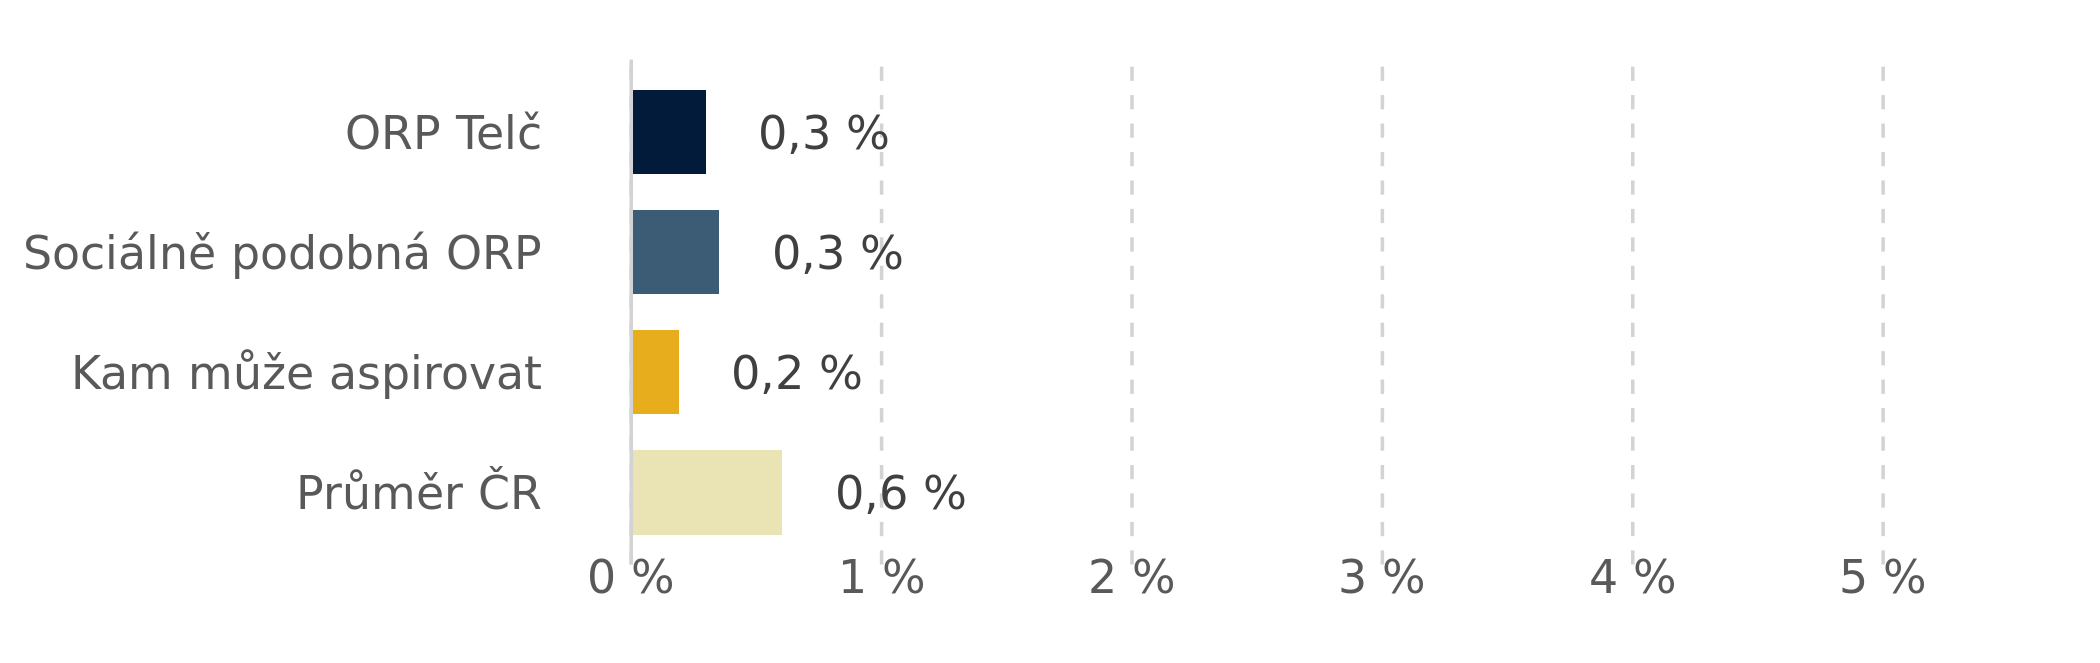 ORP Telč 0,3 %
Sociálně podobná ORP 0,3 %
Kam může aspirovat 0,2 %
Průměr ČR 0,6 %
0 % 1 % 2 % 3 % 4 % 5 %